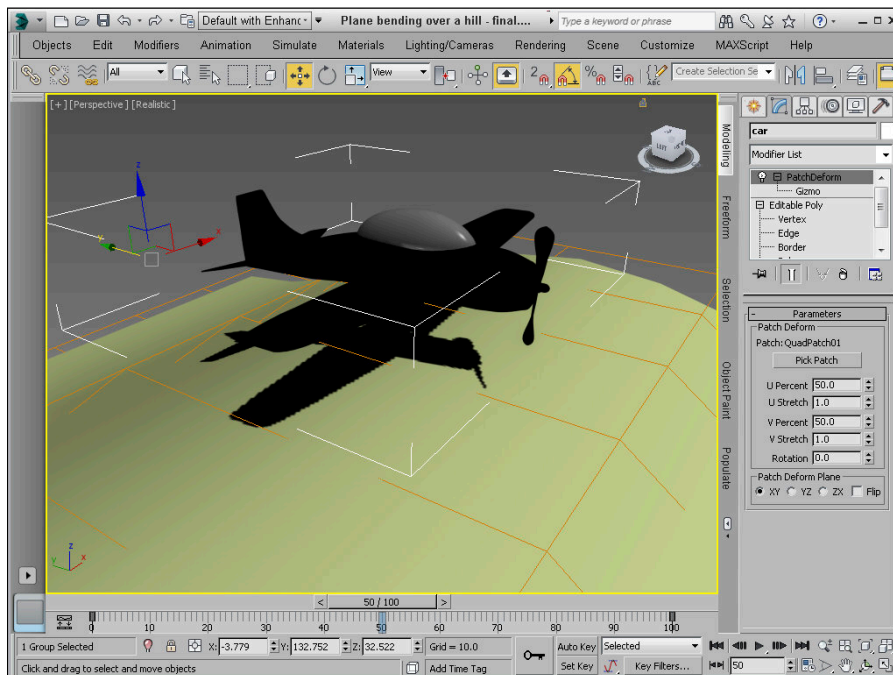 Default with Enhanc
Plane bending over a hill - final....
Type a keyword or phrase
Objects Edit Modifiers Animation Simulate Materials Lighting/Cameras Rendering Scene Customize MAXScript Help
All
View
2
%
ABC
Create Selection Se
[+] [Perspective] [Realistic]
z
x
LEFT
z
x
y
Modeling
Freeform
Selection
Object Paint
Populate
car
Modifier List
PatchDeform
Gizmo
Editable Poly
Vertex
Edge
Border
- Parameters
Patch Deform
Patch: QuadPatch01
Pick Patch
U Percent 50.0
U Stretch 1.0
V Percent 50.0
V Stretch 1.0
Rotation 0.0
Patch Deform Plane
XY YZ ZX Flip
< 50 / 100 >
0 10 20 30 40 50 60 70 80 90 100
1 Group Selected X: -3.779 Y: 132.752 Z: 32.522 Grid = 10.0 Auto Key Selected
Click and drag to select and move objects Add Time Tag Set Key Key Filters... 50